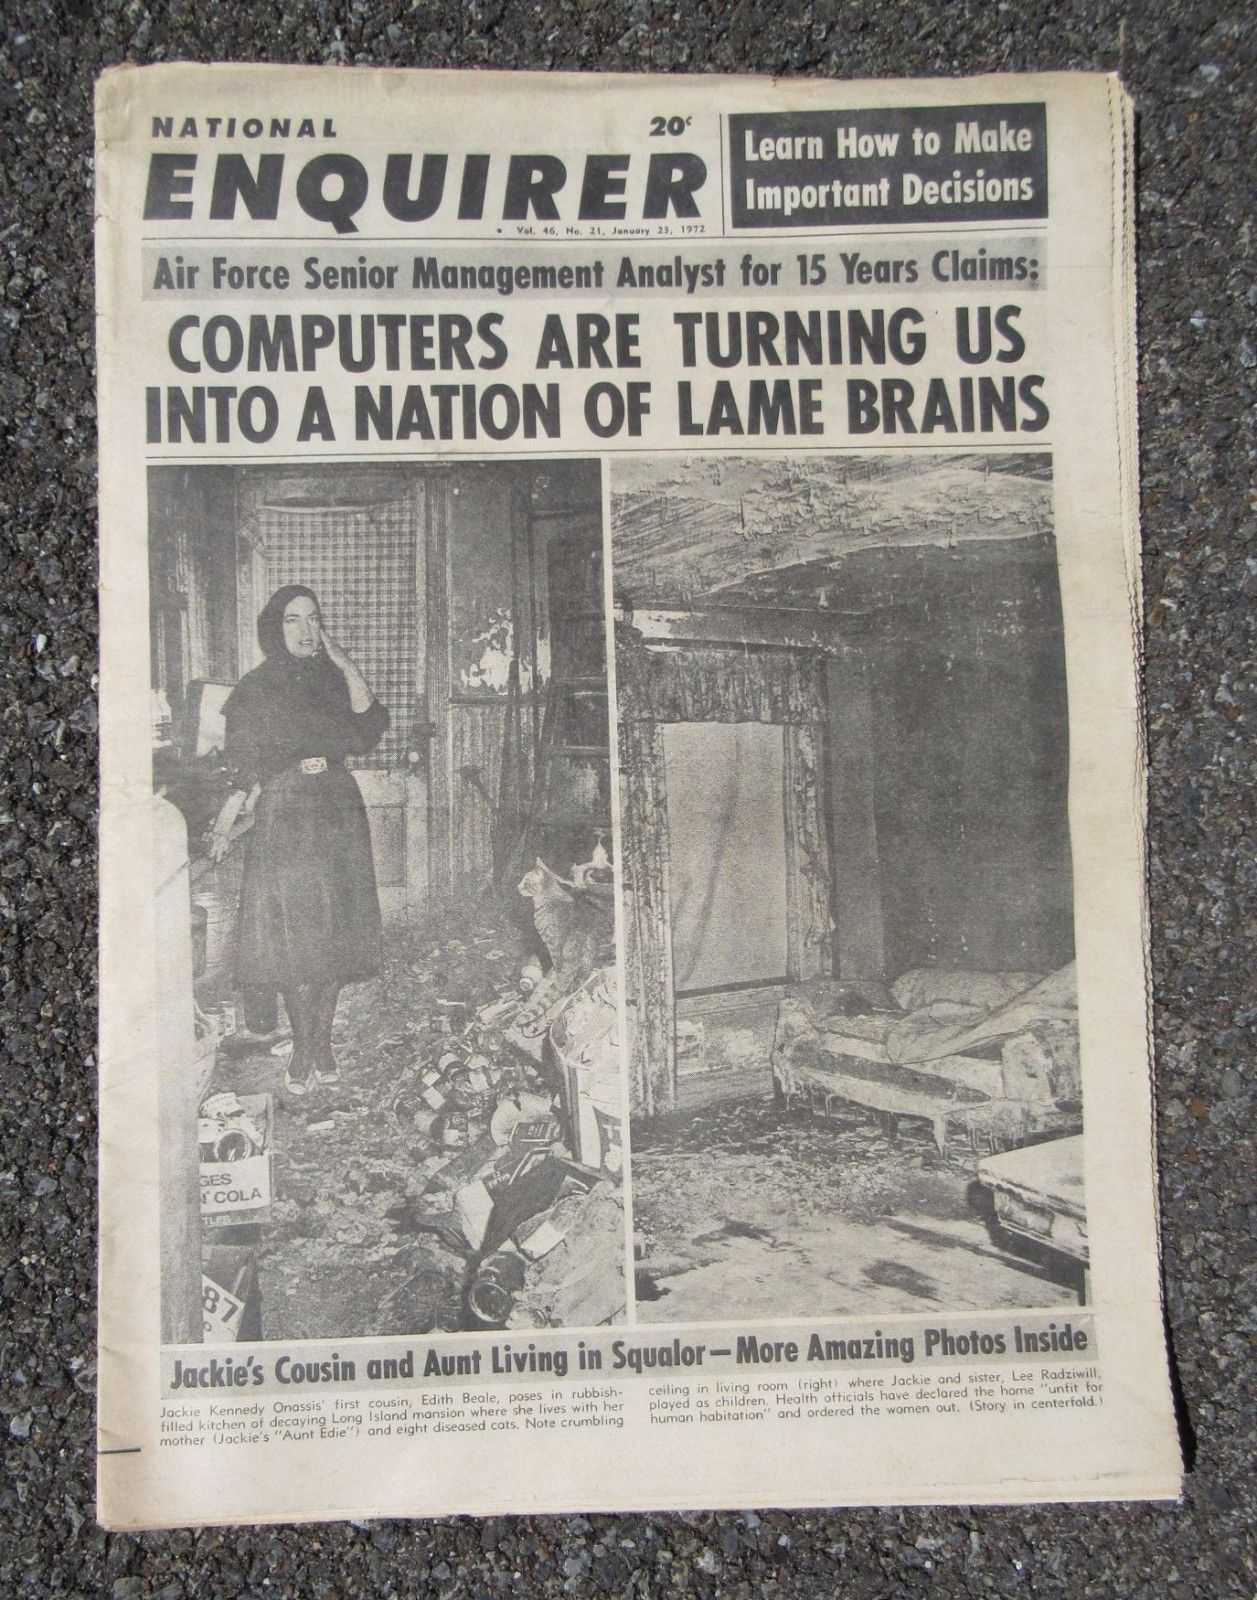 NATIONAL
20¢
ENQUIRER
• Vol. 46, No. 21, January 23, 1972
Learn How to Make
Important Decisions
Air Force Senior Management Analyst for 15 Years Claims:
COMPUTERS ARE TURNING US
INTO A NATION OF LAME BRAINS
GES
COLA
87
Jackie's Cousin and Aunt Living in Squalor—More Amazing Photos Inside
Jackie Kennedy Onassis' first cousin, Edith Beale, poses in rubbish-
filled kitchen of decaying Long Island mansion where she lives with her
mother (Jackie's "Aunt Edie") and eight diseased cats. Note crumbling
ceiling in living room (right) where Jackie and sister, Lee Radziwill,
played as children. Health officials have declared the home "unfit for
human habitation" and ordered the women out. (Story in centerfold.)